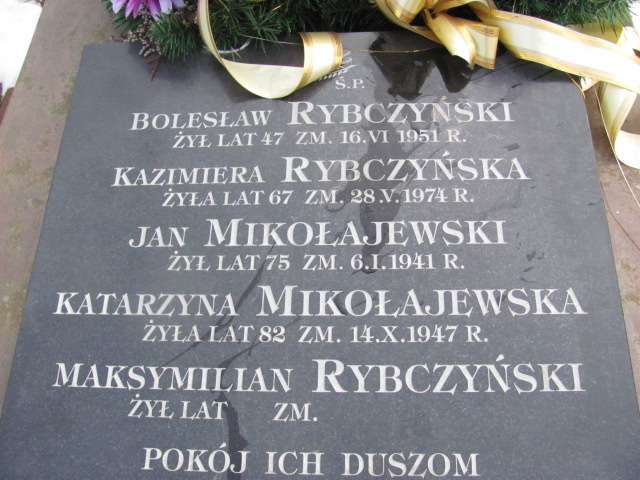 Ś.P.
BOLESŁAW RYBCZYŃSKI
ŻYŁ LAT 47 ZM. 16.VI 1951 R.
KAZIMIERA RYBCZYŃSKA
ŻYŁA LAT 67 ZM. 28.V.1974 R.
JAN MIKOŁAJEWSKI
ŻYŁ LAT 75 ZM. 6.I.1941 R.
KATARZYNA MIKOŁAJEWSKA
ŻYŁA LAT 82 ZM. 14.X.1947 R.
MAKSYMILIAN RYBCZYŃSKI
ŻYŁ LAT ZM.
POKÓJ ICH DUSZOM